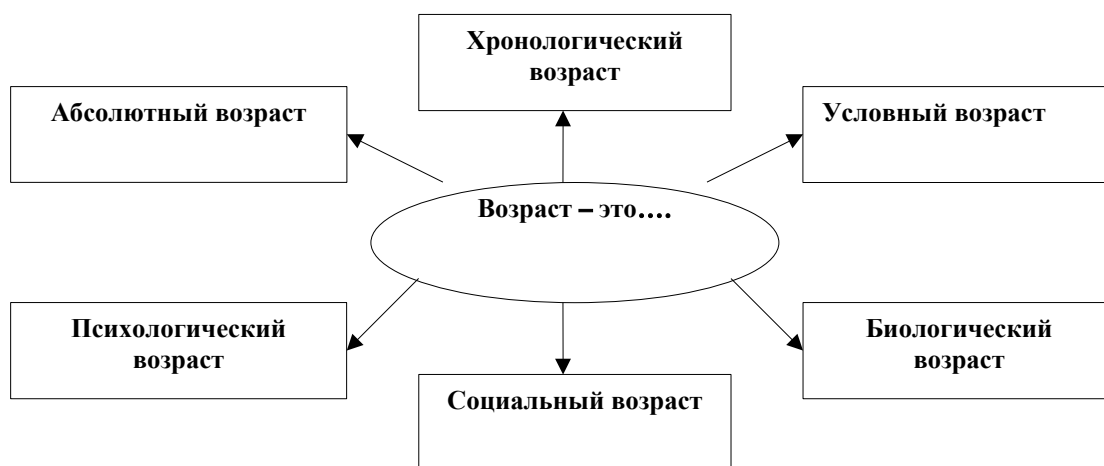 Хронологический
возраст
Абсолютный возраст
Условный возраст
Возраст – это….
Психологический
возраст
Биологический
возраст
Социальный возраст